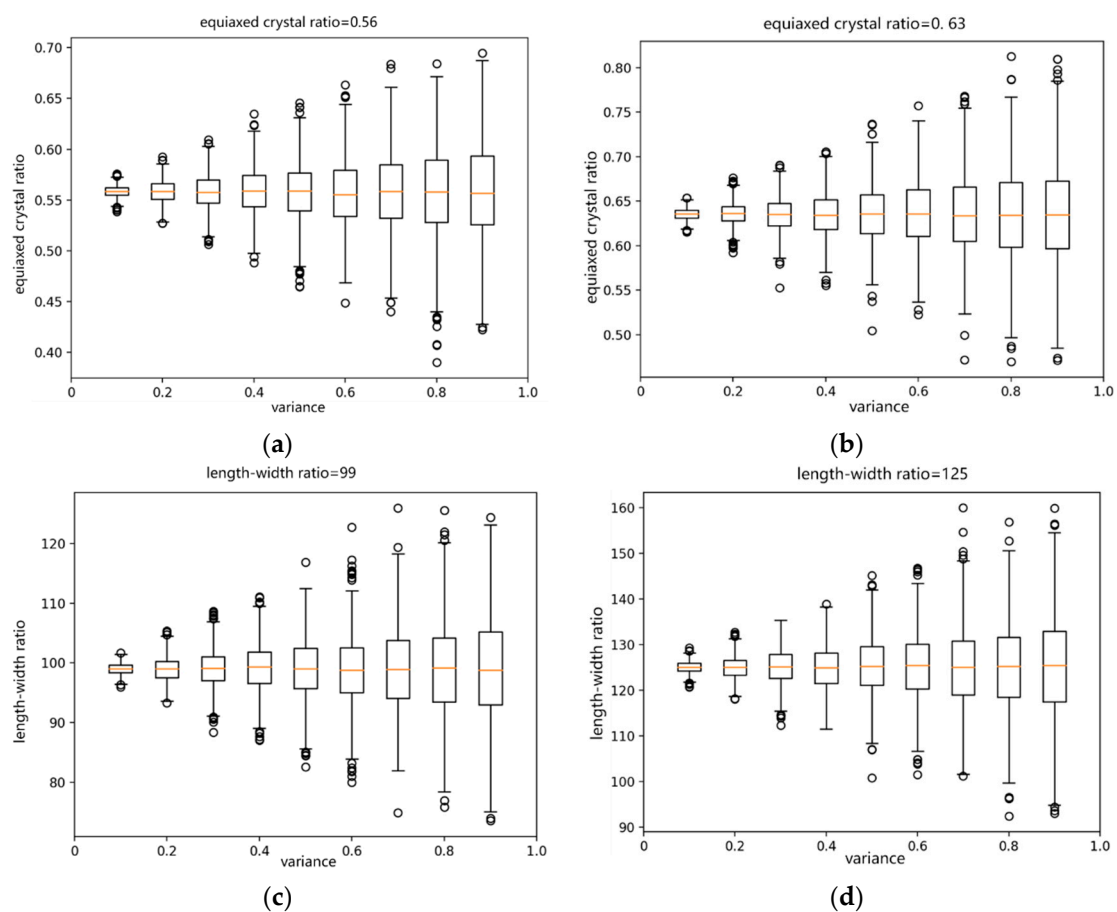 equiaxed crystal ratio=0.56
equiaxed crystal ratio
0.70
0.65
0.60
0.55
0.50
0.45
0.40
0 0.2 0.4 0.6 0.8 1.0
variance
(a)
equiaxed crystal ratio=0. 63
equiaxed crystal ratio
0.80
0.75
0.70
0.65
0.60
0.55
0.50
0 0.2 0.4 0.6 0.8 1.0
variance
(b)
length-width ratio=99
length-width ratio
120
110
100
90
80
0 0.2 0.4 0.6 0.8 1.0
variance
(c)
length-width ratio=125
length-width ratio
160
150
140
130
120
110
100
90
0 0.2 0.4 0.6 0.8 1.0
variance
(d)